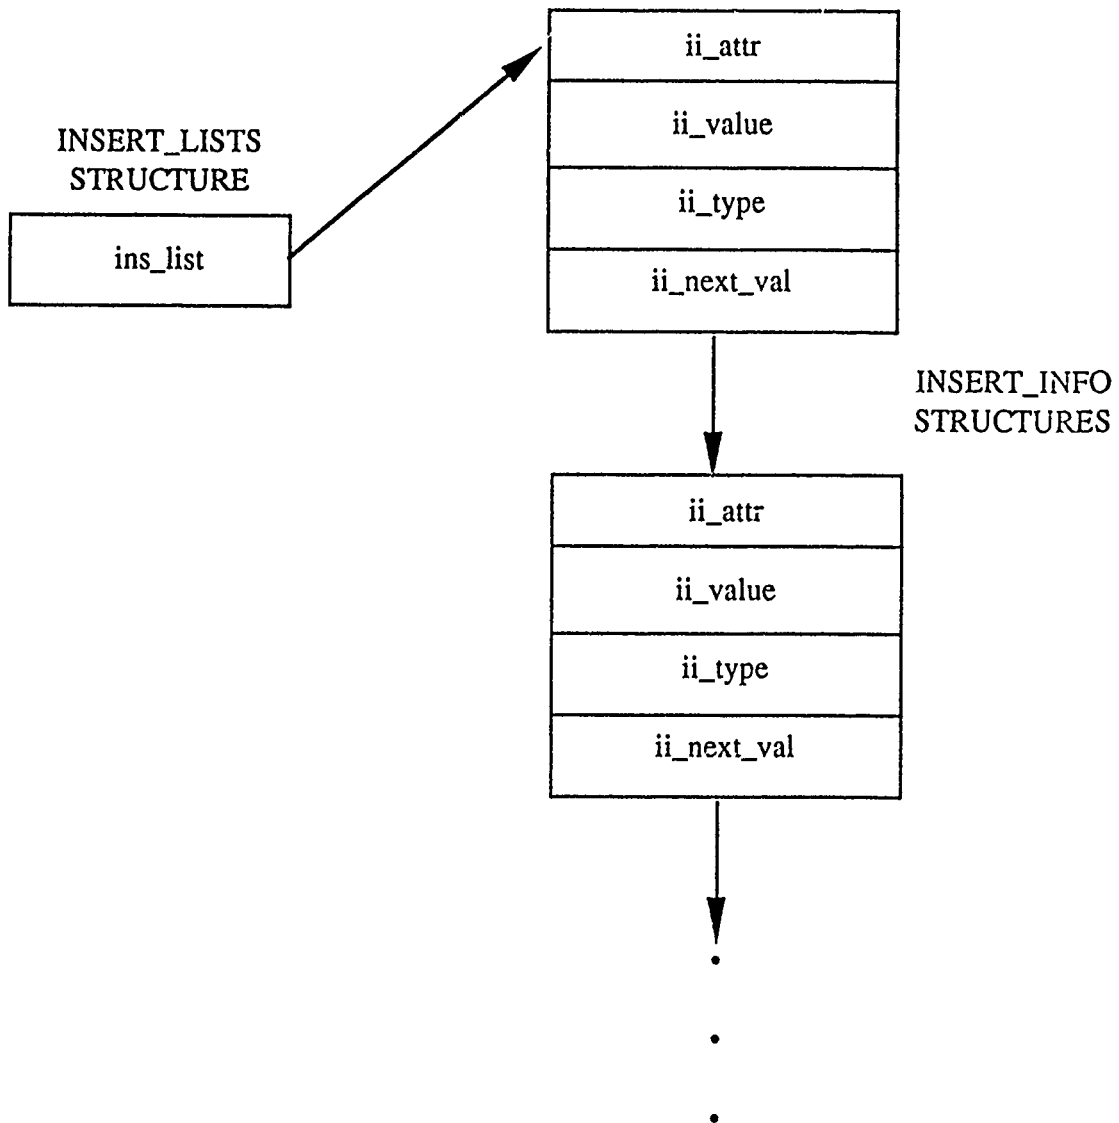 INSERT_LISTS
STRUCTURE
ins_list
ii_attr
ii_value
ii_type
ii_next_val
INSERT_INFO
STRUCTURES
ii_attr
ii_value
ii_type
ii_next_val